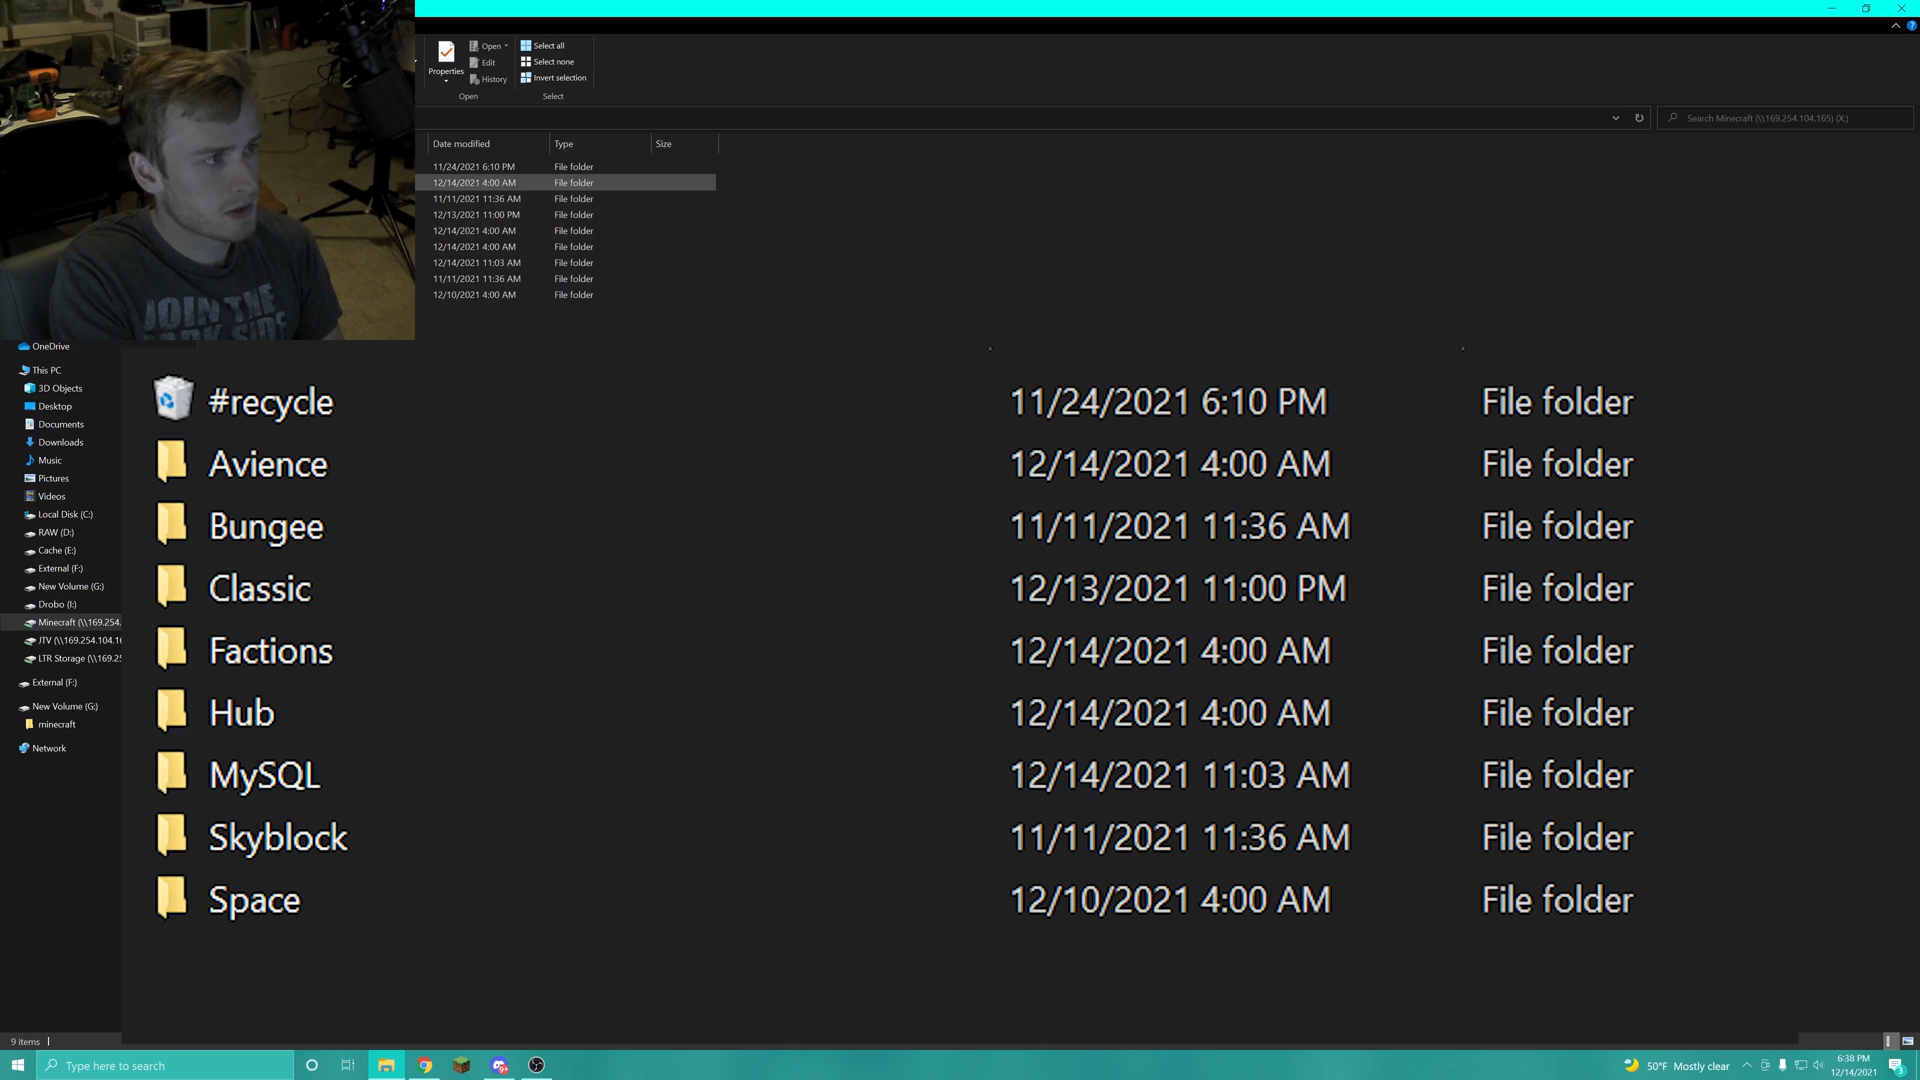 Open
Select all
Edit
Select none
Properties
History
Invert selection
Open
Select
Search Minecraft (\\169.254.104.165) (X:)
Date modified Type Size
11/24/2021 6:10 PM File folder
12/14/2021 4:00 AM File folder
11/11/2021 11:36 AM File folder
12/13/2021 11:00 PM File folder
12/14/2021 4:00 AM File folder
12/14/2021 4:00 AM File folder
12/14/2021 11:03 AM File folder
11/11/2021 11:36 AM File folder
12/10/2021 4:00 AM File folder
JOIN THE
DARK SIDE
OneDrive
This PC
3D Objects
Desktop
Documents
Downloads
Music
Pictures
Videos
Local Disk (C:)
RAW (D:)
Cache (E:)
External (F:)
New Volume (G:)
Drobo (I:)
Minecraft (\\169.254.
JTV (\\169.254.104.16
LTR Storage (\\169.25
External (F:)
New Volume (G:)
minecraft
Network
#recycle 11/24/2021 6:10 PM File folder
Avience 12/14/2021 4:00 AM File folder
Bungee 11/11/2021 11:36 AM File folder
Classic 12/13/2021 11:00 PM File folder
Factions 12/14/2021 4:00 AM File folder
Hub 12/14/2021 4:00 AM File folder
MySQL 12/14/2021 11:03 AM File folder
Skyblock 11/11/2021 11:36 AM File folder
Space 12/10/2021 4:00 AM File folder
9 items
Type here to search
50°F Mostly clear
6:38 PM
12/14/2021
3